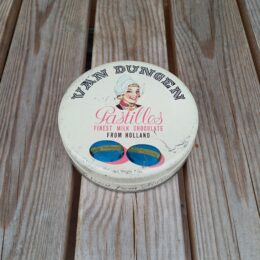 VAN DUNGEN
Pastilles
FINEST MILK CHOCOLATE
FROM HOLLAND